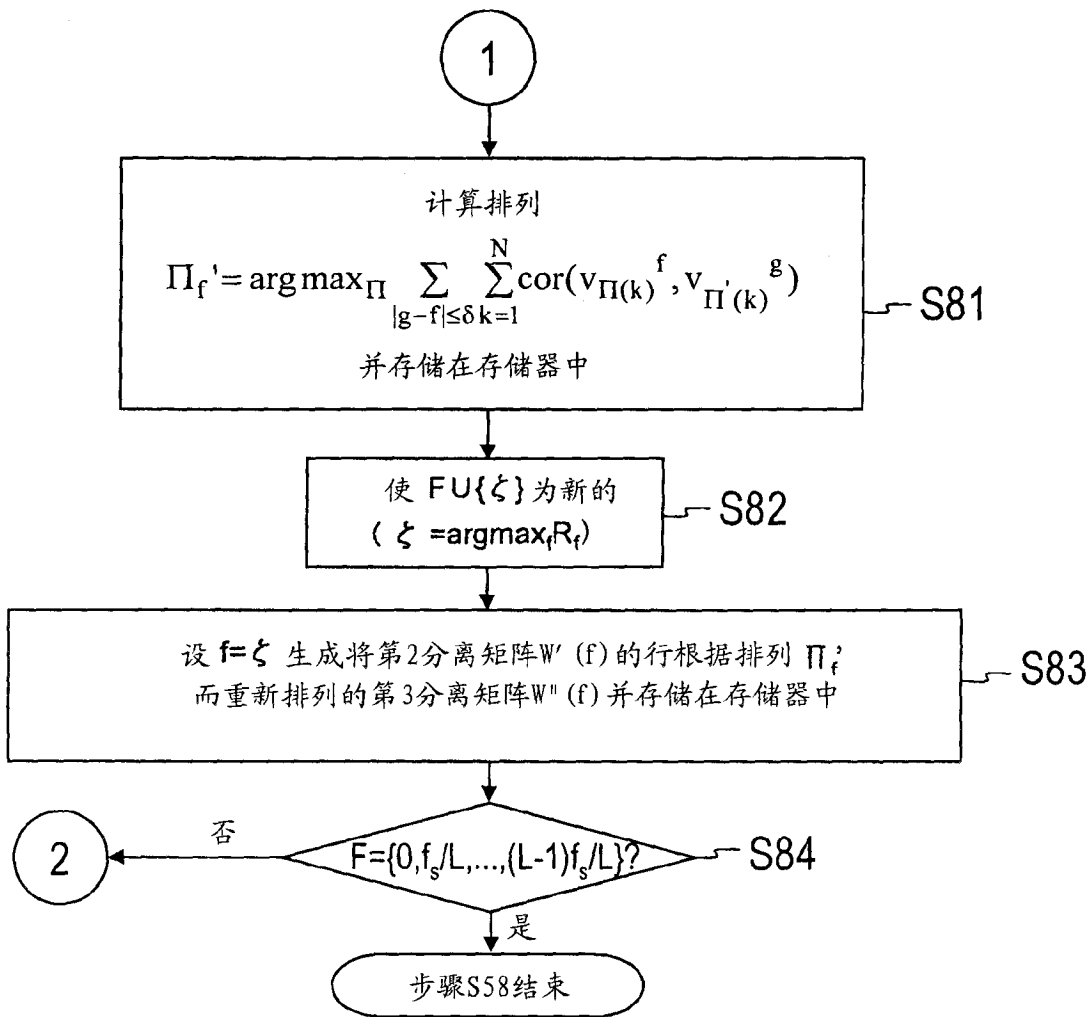 1
计算排列
Π_f'=arg max_Π Σ_{|g-f|≤δ} Σ_{k=1}^{N} cor(v_{Π(k)}^f, v_{Π'(k)}^g)
并存储在存储器中
S81
使 F∪{ζ}为新的
( ζ =argmax_f R_f)
S82
设 f=ζ 生成将第2分离矩阵W' (f)的行根据排列 Π_f'
而重新排列的第3分离矩阵W" (f)并存储在存储器中
S83
2
否
F={0,f_s/L,...,(L-1)f_s/L}?
S84
是
步骤S58结束